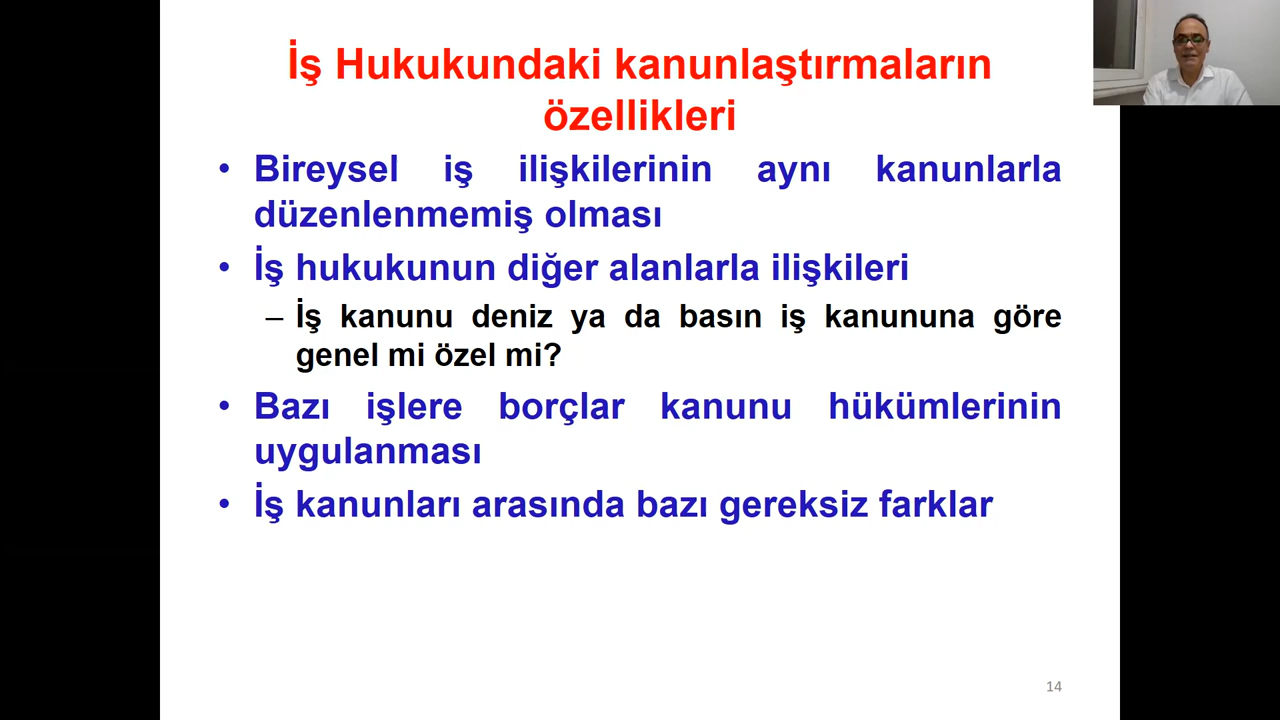 İş Hukukundaki kanunlaştırmaların
özellikleri
• Bireysel iş ilişkilerinin aynı kanunlarla
düzenlenmemiş olması
• İş hukukunun diğer alanlarla ilişkileri
– İş kanunu deniz ya da basın iş kanununa göre
genel mi özel mi?
• Bazı işlere borçlar kanunu hükümlerinin
uygulanması
• İş kanunları arasında bazı gereksiz farklar
14